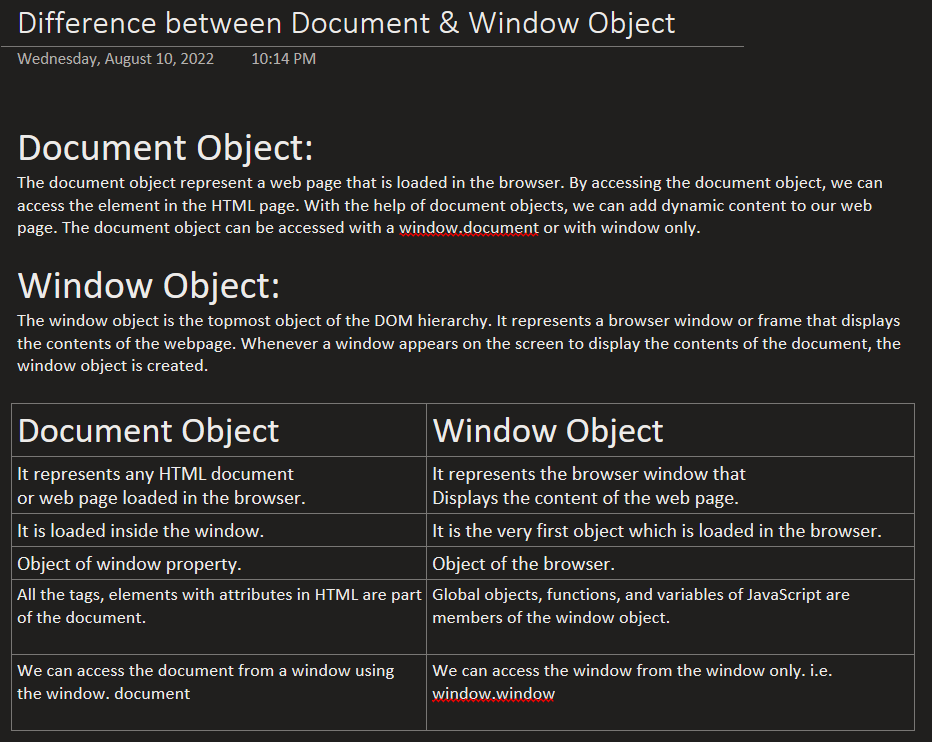 Difference between Document & Window Object
Wednesday, August 10, 2022 10:14 PM
Document Object:
The document object represent a web page that is loaded in the browser. By accessing the document object, we can
access the element in the HTML page. With the help of document objects, we can add dynamic content to our web
page. The document object can be accessed with a window.document or with window only.
Window Object:
The window object is the topmost object of the DOM hierarchy. It represents a browser window or frame that displays
the contents of the webpage. Whenever a window appears on the screen to display the contents of the document, the
window object is created.
Document Object
Window Object
It represents any HTML document
or web page loaded in the browser.
It represents the browser window that
Displays the content of the web page.
It is loaded inside the window.
It is the very first object which is loaded in the browser.
Object of window property.
Object of the browser.
All the tags, elements with attributes in HTML are part
of the document.
Global objects, functions, and variables of JavaScript are
members of the window object.
We can access the document from a window using
the window. document
We can access the window from the window only. i.e.
window.window